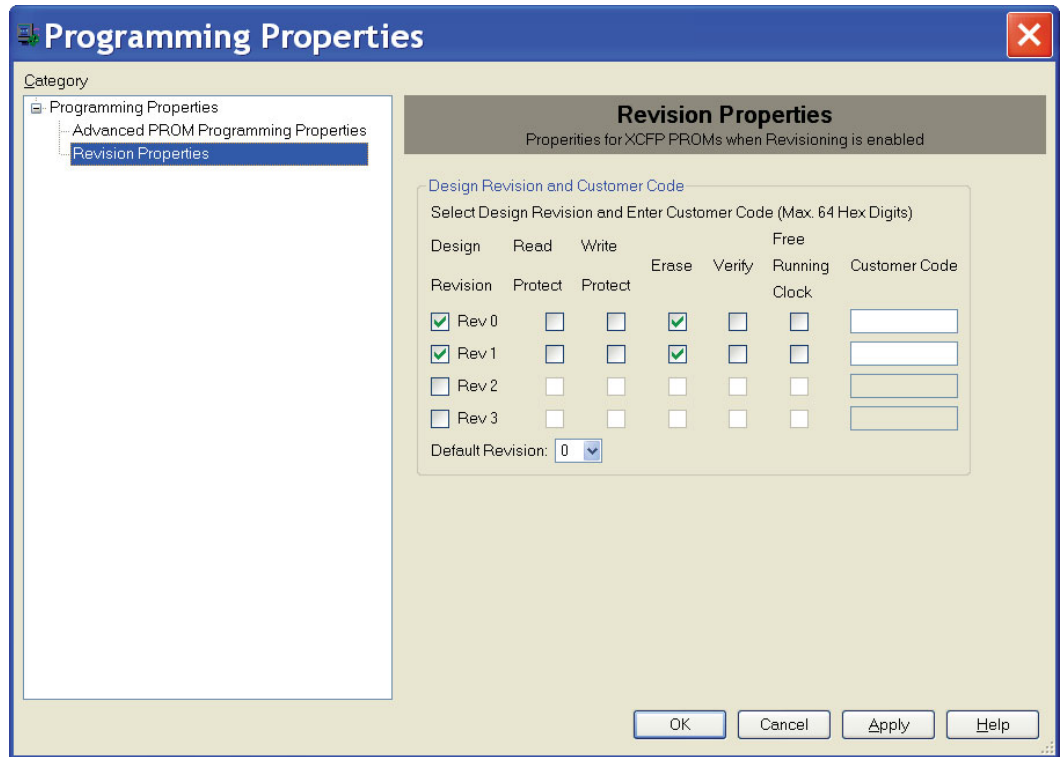 Programming Properties
Category
Programming Properties
Advanced PROM Programming Properties
Revision Properties
Revision Properties
Properities for XCFP PROMs when Revisioning is enabled
Design Revision and Customer Code
Select Design Revision and Enter Customer Code (Max. 64 Hex Digits)
Design Revision
Read Protect
Write Protect
Erase
Verify
Free Running Clock
Customer Code
Rev 0
Rev 1
Rev 2
Rev 3
Default Revision: 0
OK
Cancel
Apply
Help